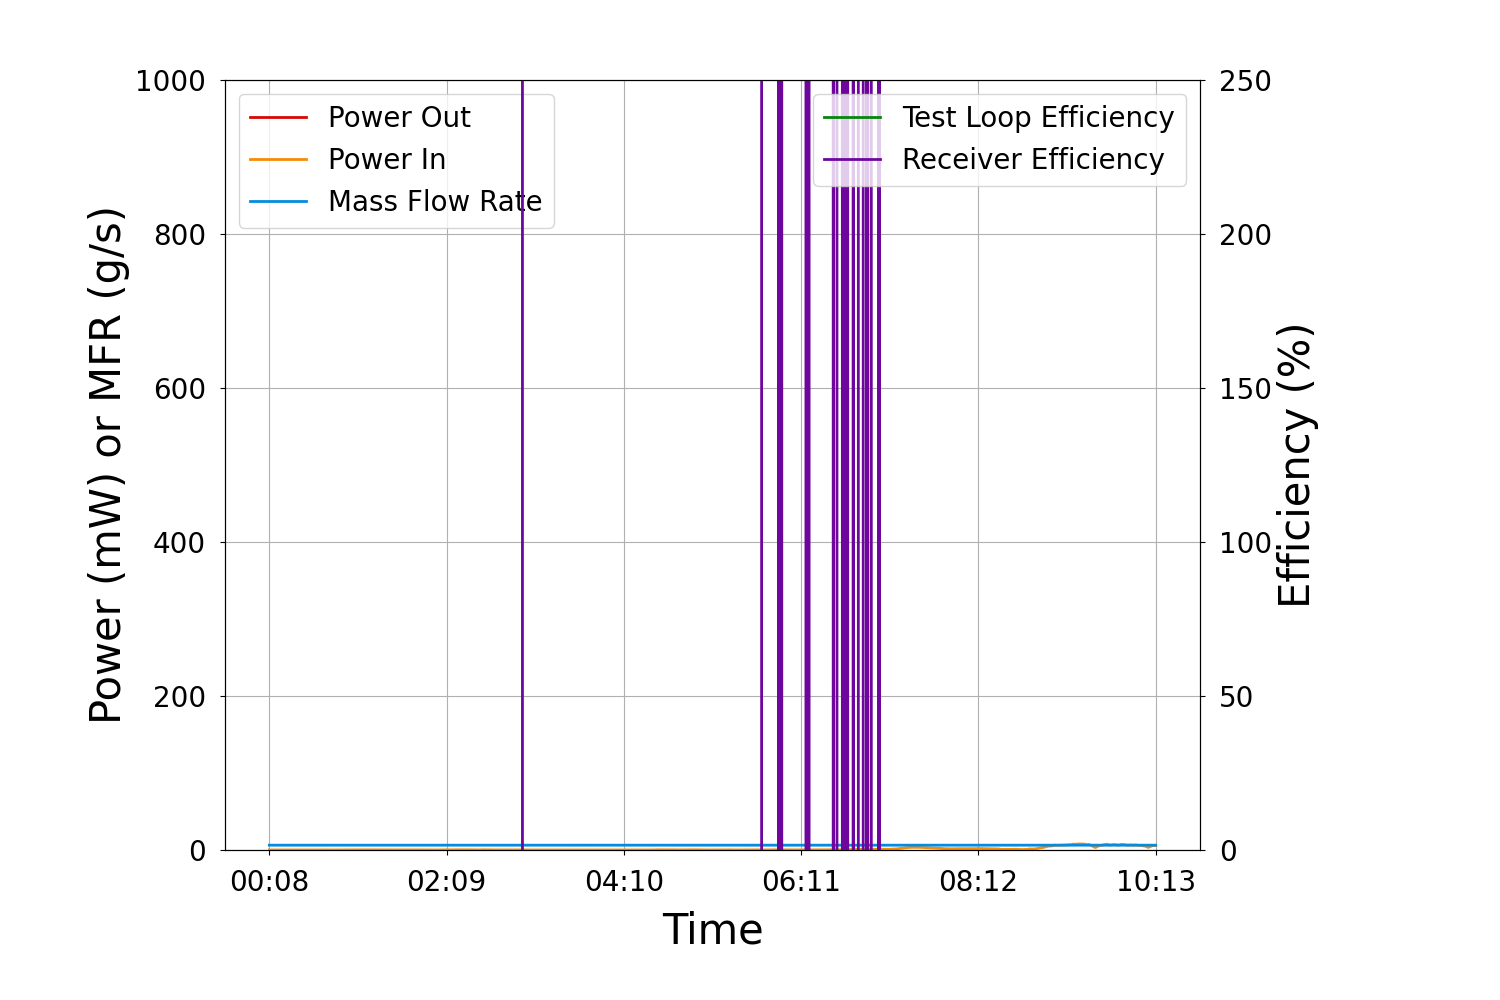 1000
800
600
400
200
0
Power (mW) or MFR (g/s)
Power Out
Power In
Mass Flow Rate
Test Loop Efficiency
Receiver Efficiency
250
200
150
100
50
0
Efficiency (%)
00:08 02:09 04:10 06:11 08:12 10:13
Time